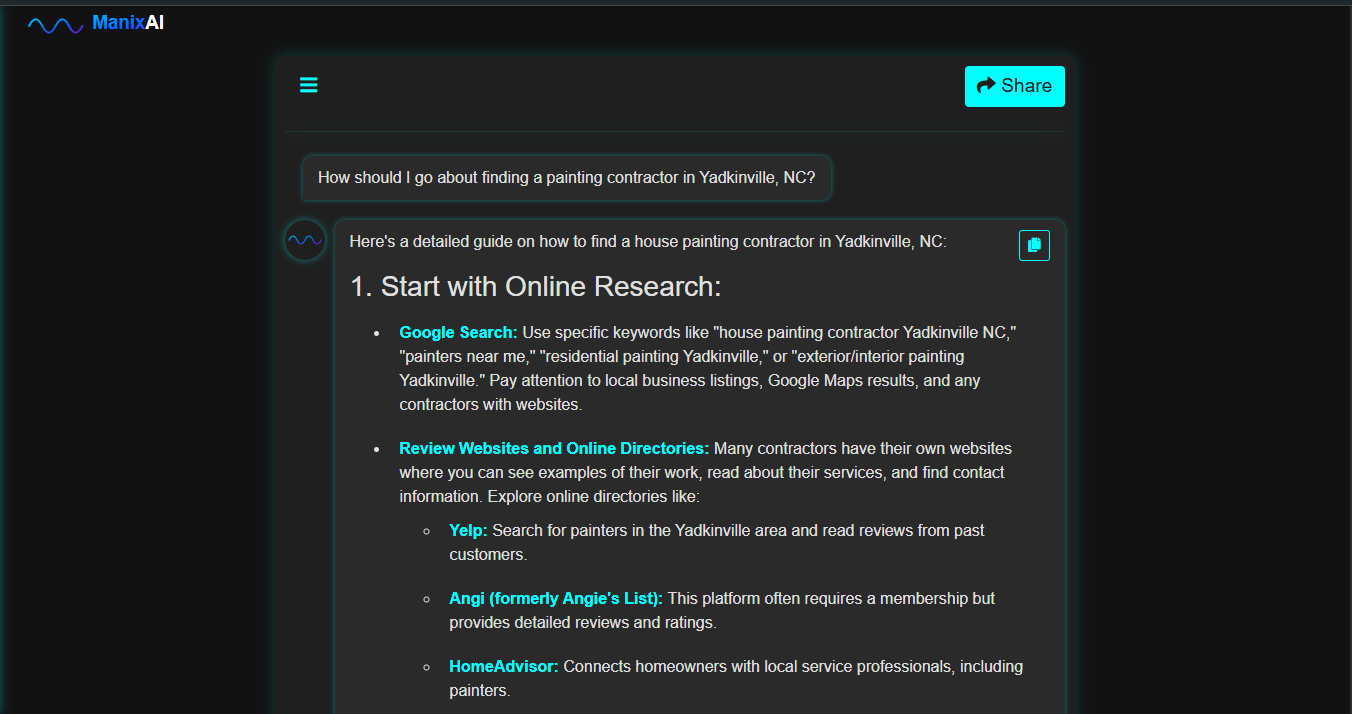 ManixAI
Share
How should I go about finding a painting contractor in Yadkinville, NC?
Here's a detailed guide on how to find a house painting contractor in Yadkinville, NC:
1. Start with Online Research:
Google Search: Use specific keywords like "house painting contractor Yadkinville NC,"
"painters near me," "residential painting Yadkinville," or "exterior/interior painting
Yadkinville." Pay attention to local business listings, Google Maps results, and any
contractors with websites.
Review Websites and Online Directories: Many contractors have their own websites
where you can see examples of their work, read about their services, and find contact
information. Explore online directories like:
Yelp: Search for painters in the Yadkinville area and read reviews from past
customers.
Angi (formerly Angie's List): This platform often requires a membership but
provides detailed reviews and ratings.
HomeAdvisor: Connects homeowners with local service professionals, including
painters.